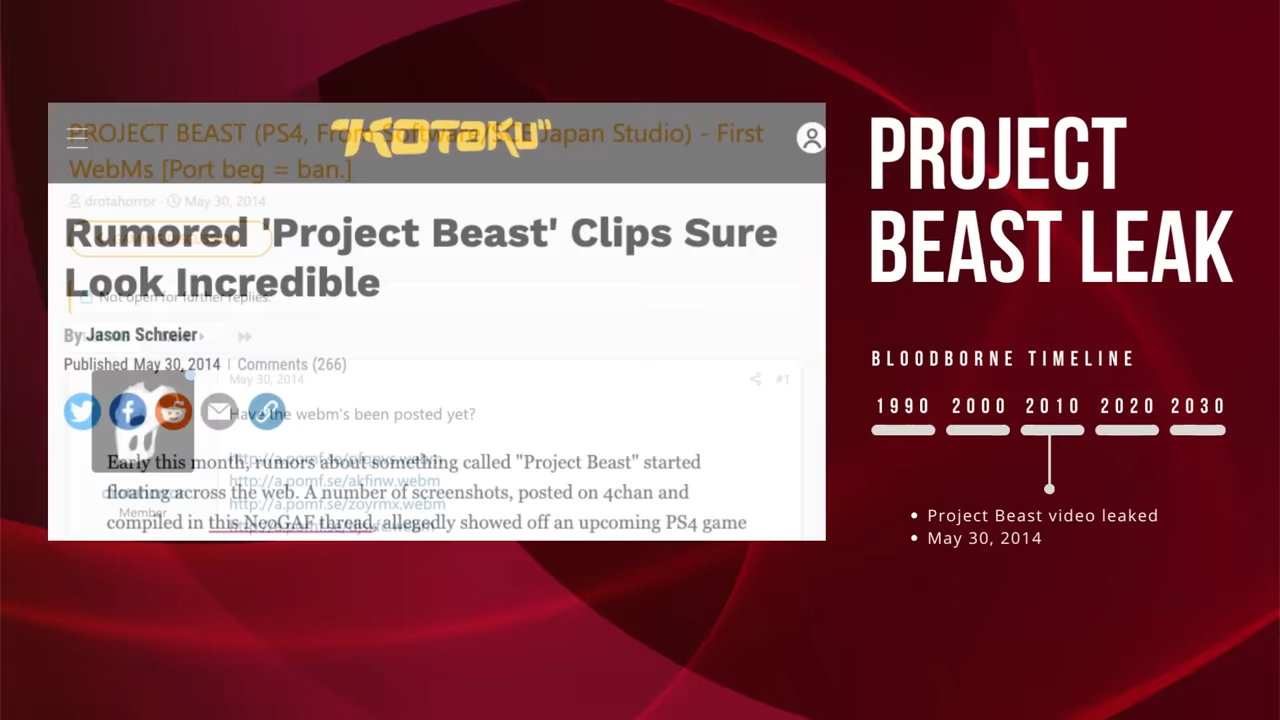 PROJECT BEAST (PS4, From Software/SCE Japan Studio) - First
WebMs [Port beg = ban.]
"KOTAKU"
drotahorror · May 30, 2014
Rumored 'Project Beast' Clips Sure
Look Incredible
Not open for further replies.
By Jason Schreier
Published May 30, 2014 | Comments (266)
May 30, 2014
#1
Have the webm's been posted yet?
Early this month, rumors about something called "Project Beast" started
http://a.pomf.se/akfinw.webm
floating across the web. A number of screenshots, posted on 4chan and
http://a.pomf.se/zoyrmx.webm
Member
compiled in this NeoGAF thread, allegedly showed off an upcoming PS4 game
PROJECT
BEAST LEAK
BLOODBORNE TIMELINE
1990 2000 2010 2020 2030
• Project Beast video leaked
• May 30, 2014